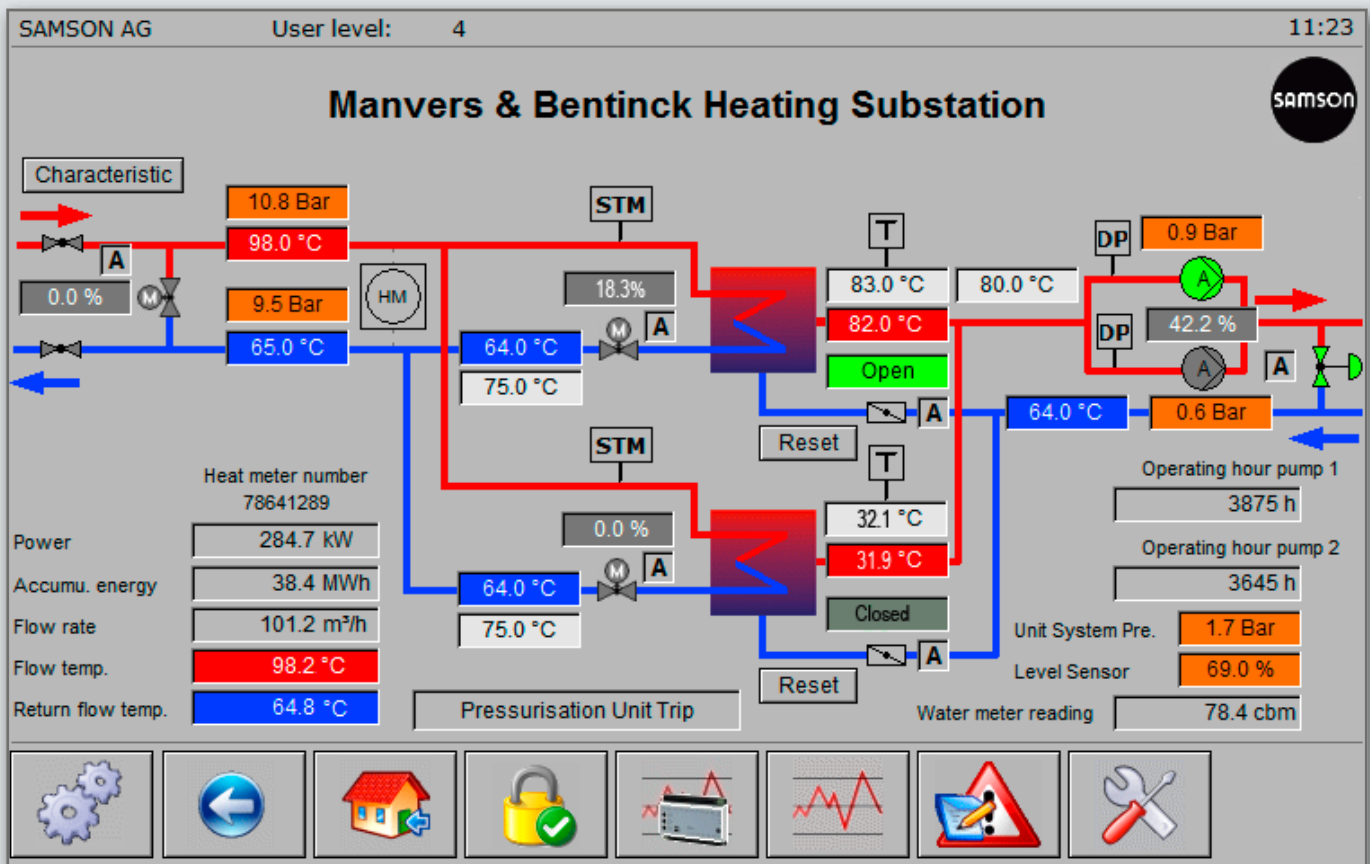 SAMSON AG User level: 4 11:23
Manvers & Bentinck Heating Substation
samson
Characteristic
10.8 Bar
98.0 °C
A
0.0 %
M
9.5 Bar
65.0 °C
HM
STM
18.3%
M
A
64.0 °C
75.0 °C
T
83.0 °C 80.0 °C
82.0 °C
Open
A
Reset
DP
0.9 Bar
A
DP
42.2 %
A
A
64.0 °C
0.6 Bar
STM
0.0 %
M
A
64.0 °C
75.0 °C
T
32.1 °C
31.9 °C
Closed
A
Reset
Heat meter number
78641289
Power 284.7 kW
Accumu. energy 38.4 MWh
Flow rate 101.2 m³/h
Flow temp. 98.2 °C
Return flow temp. 64.8 °C
Pressurisation Unit Trip
Operating hour pump 1
3875 h
Operating hour pump 2
3645 h
Unit System Pre. 1.7 Bar
Level Sensor 69.0 %
Water meter reading 78.4 cbm